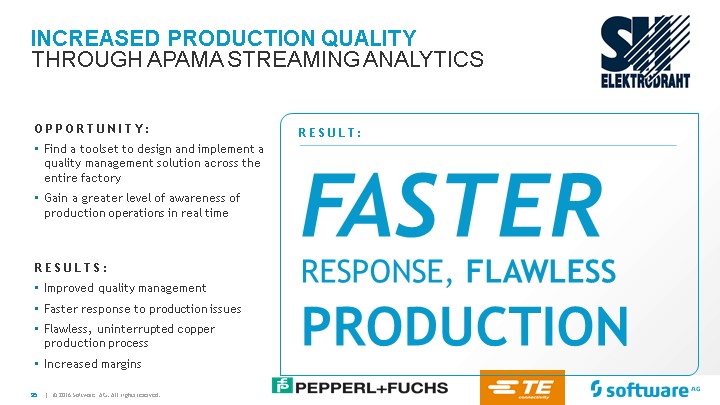 INCREASED PRODUCTION QUALITY
THROUGH APAMA STREAMING ANALYTICS
SH
ELEKTRODRAHT
OPPORTUNITY:
• Find a toolset to design and implement a
quality management solution across the
entire factory
• Gain a greater level of awareness of
production operations in real time
RESULTS:
• Improved quality management
• Faster response to production issues
• Flawless, uninterrupted copper
production process
• Increased margins
RESULT:
FASTER
RESPONSE, FLAWLESS
PRODUCTION
25 | © 2016 Software AG. All rights reserved.
PEPPERL+FUCHS
TE
connectivity
software AG